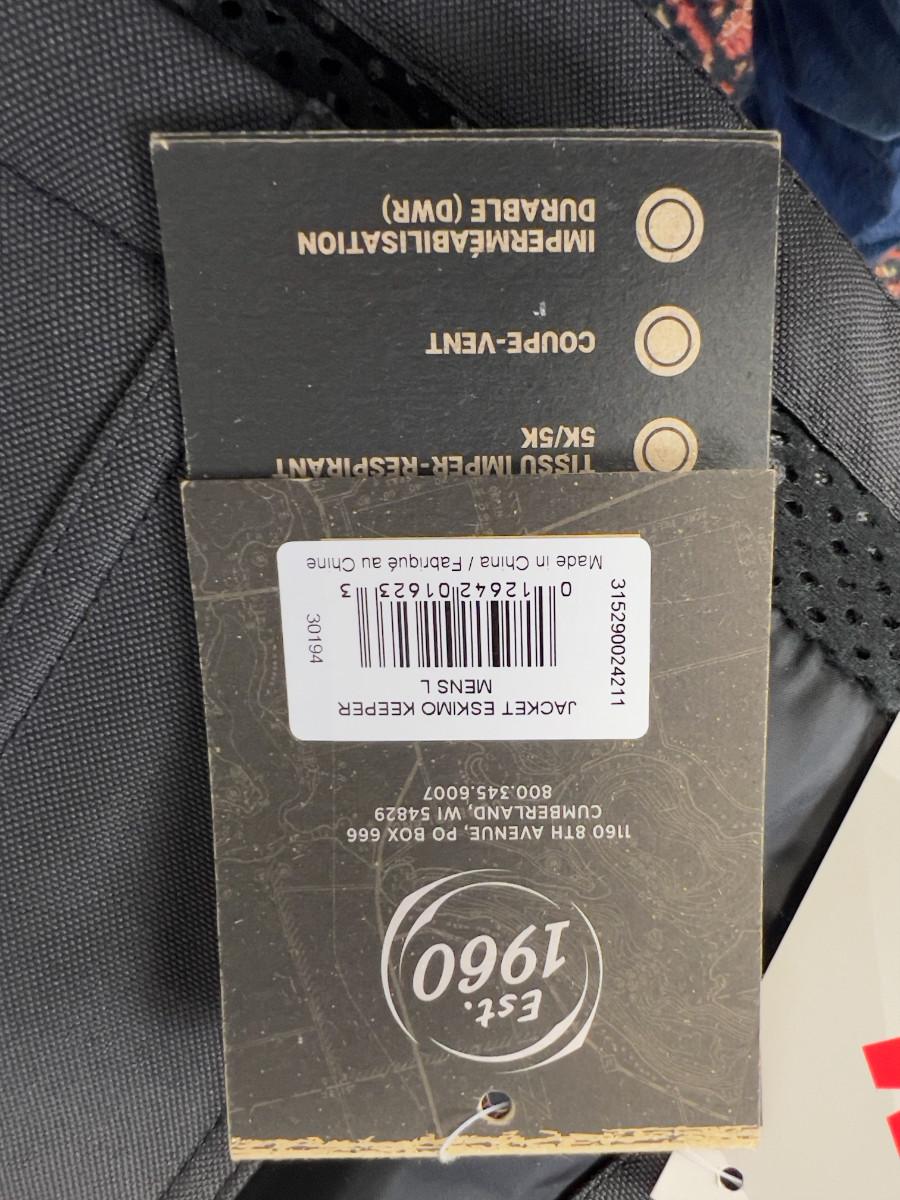 Est.
1960
1160 8TH AVENUE, PO BOX 666
CUMBERLAND, WI 54829
800.345.6007
315290024211
JACKET ESKIMO KEEPER
MENS L
30194
0 12642 01623 3
Made in China / Fabriqué au Chine
TISSU IMPER-RESPIRANT
5K/5K
COUPE-VENT
IMPERMÉABILISATION
DURABLE (DWR)